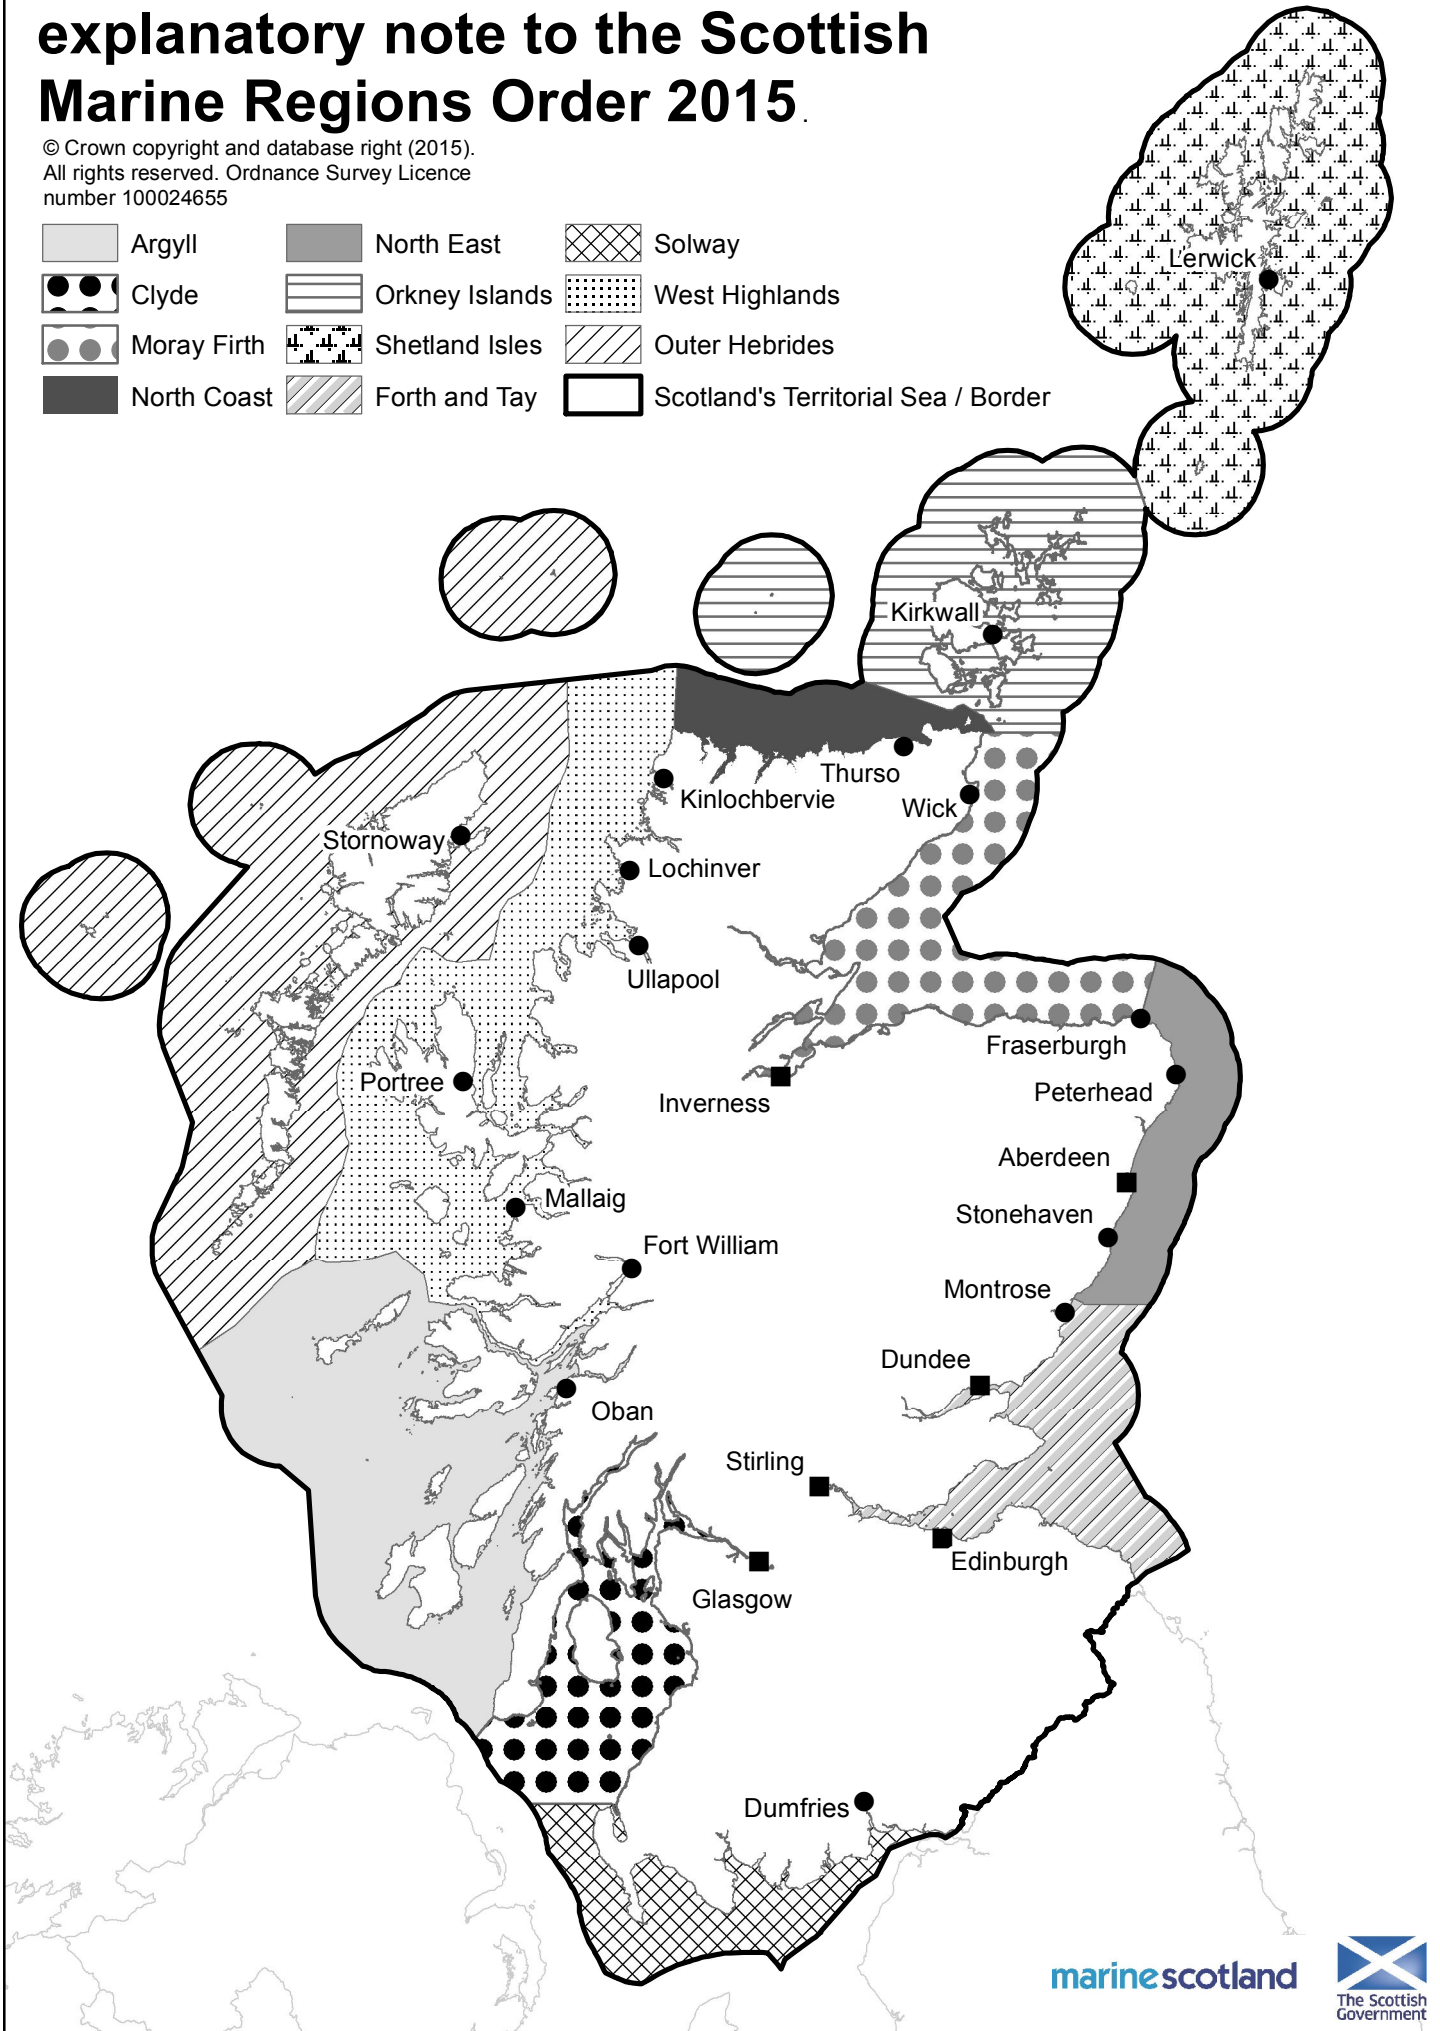 explanatory note to the Scottish
Marine Regions Order 2015.
© Crown copyright and database right (2015).
All rights reserved. Ordnance Survey Licence
number 100024655
Argyll
North East
Solway
Clyde
Orkney Islands
West Highlands
Moray Firth
Shetland Isles
Outer Hebrides
North Coast
Forth and Tay
Scotland's Territorial Sea / Border
Lerwick
Kirkwall
Thurso
Kinlochbervie
Wick
Stornoway
Lochinver
Ullapool
Fraserburgh
Portree
Peterhead
Inverness
Aberdeen
Mallaig
Stonehaven
Fort William
Montrose
Dundee
Oban
Stirling
Edinburgh
Glasgow
Dumfries
marinescotland
The Scottish
Government